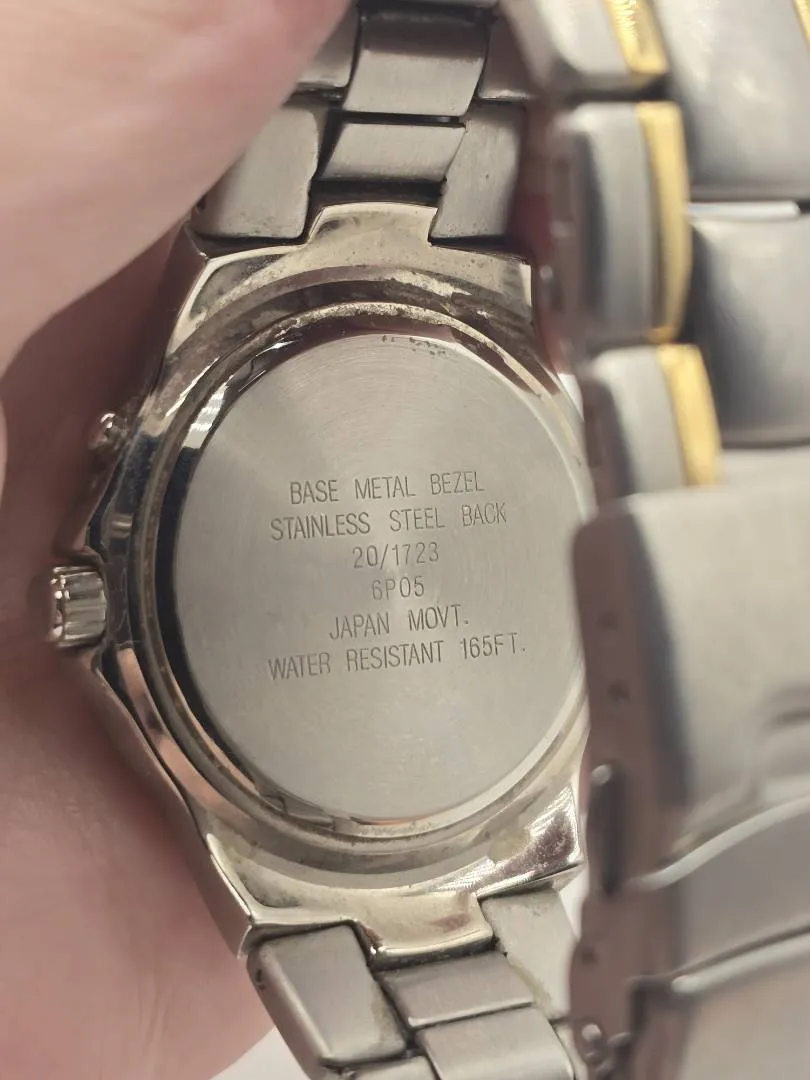 BASE METAL BEZEL
STAINLESS STEEL BACK
20/1723
6P05
JAPAN MOVT.
WATER RESISTANT 165FT.